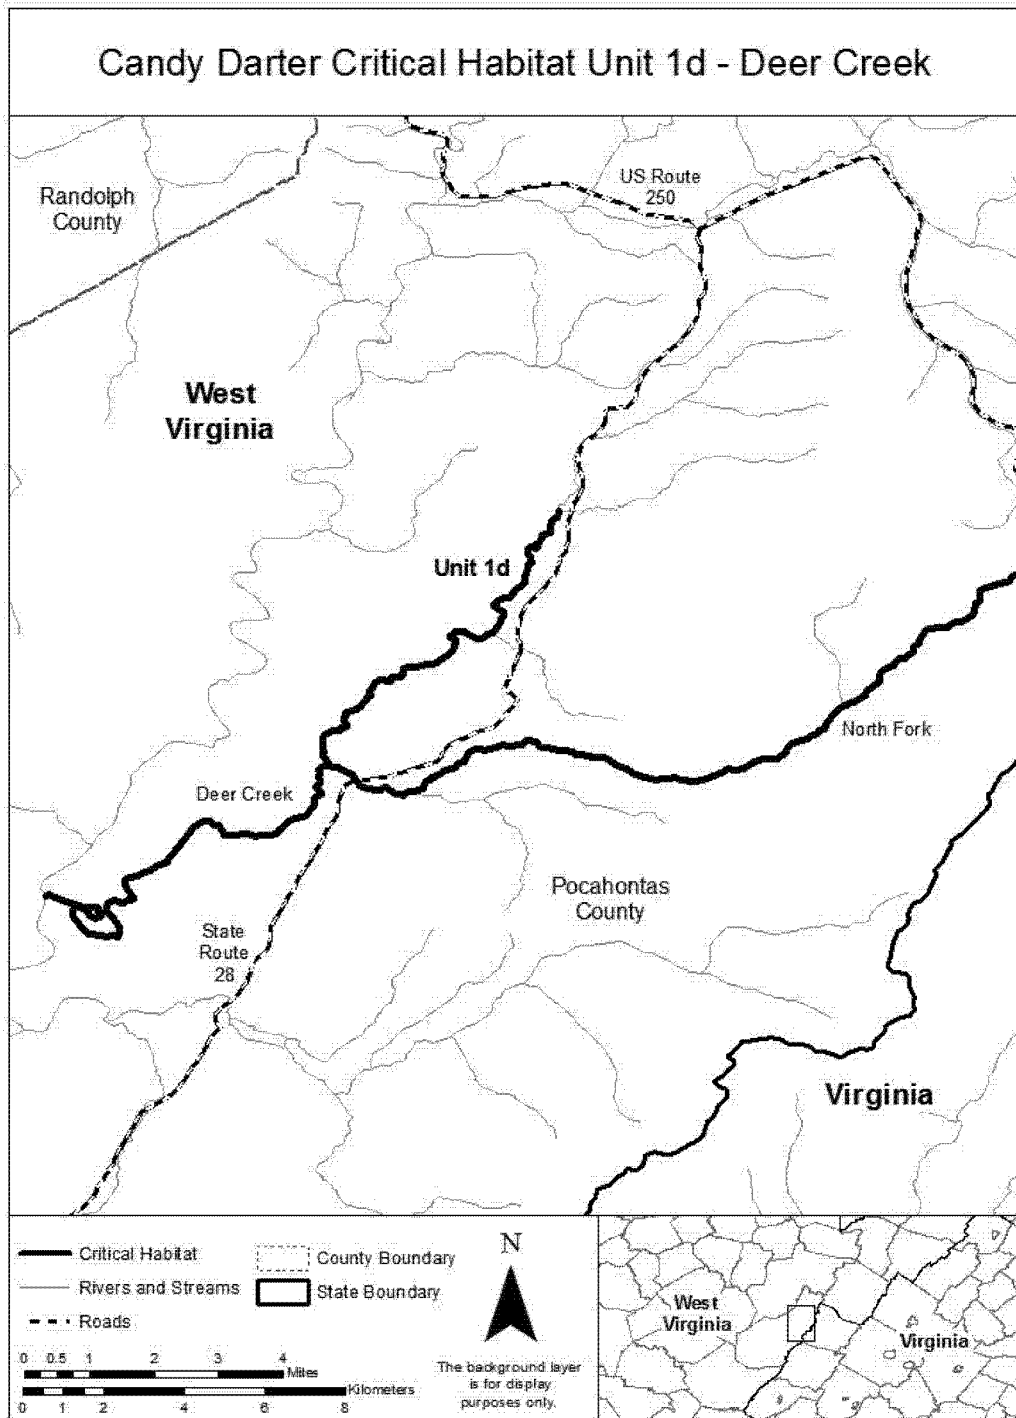 Candy Darter Critical Habitat Unit 1d - Deer Creek
Randolph
County
US Route
250
West
Virginia
Unit 1d
North Fork
Deer Creek
Pocahontas
County
State
Route
28
Virginia
Critical Habitat
Rivers and Streams
Roads
County Boundary
State Boundary
0 0.5 1 2 3 4
Miles
Kilometers
0 1 2 4 6 8
N
The background layer
is for display
purposes only.
West
Virginia
Virginia